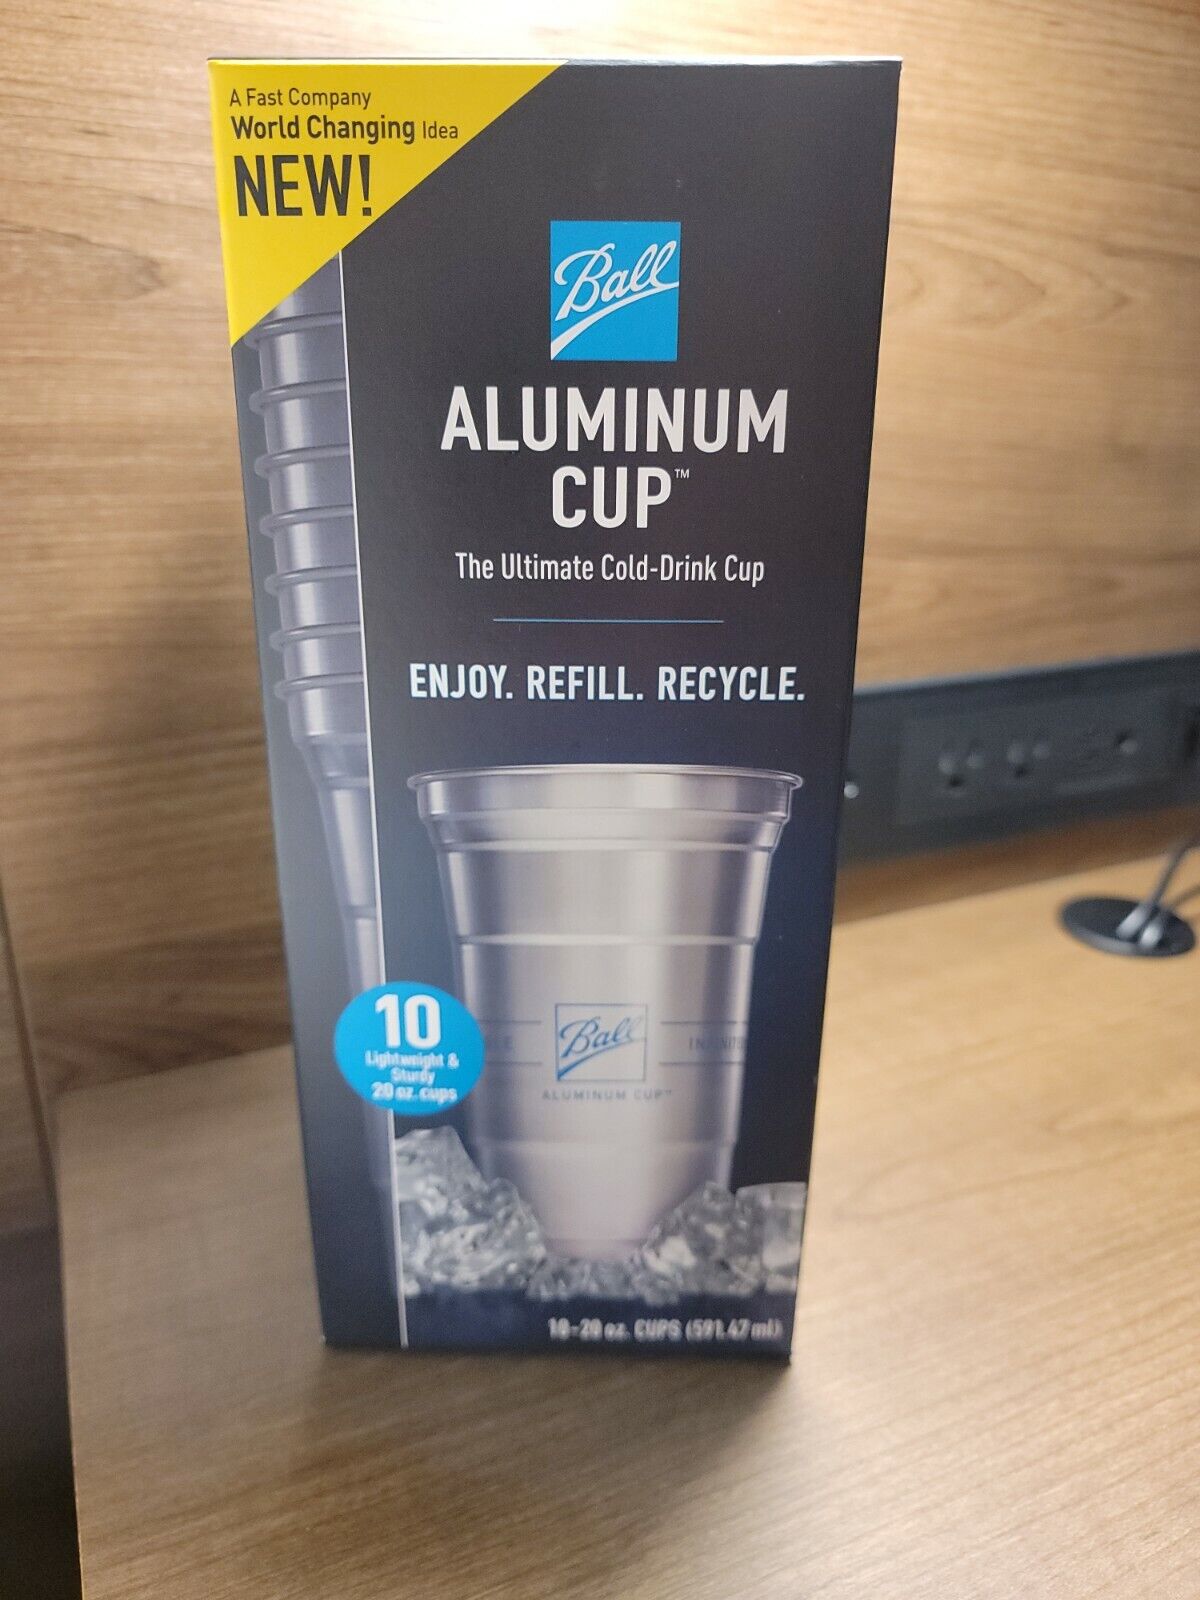 A Fast Company
World Changing Idea
NEW!
Ball
ALUMINUM
CUP™
The Ultimate Cold-Drink Cup
ENJOY. REFILL. RECYCLE.
10
Lightweight &
Sturdy
20 oz. cups
Ball
ALUMINUM CUP™
10-20 oz. CUPS (591.47 ml)